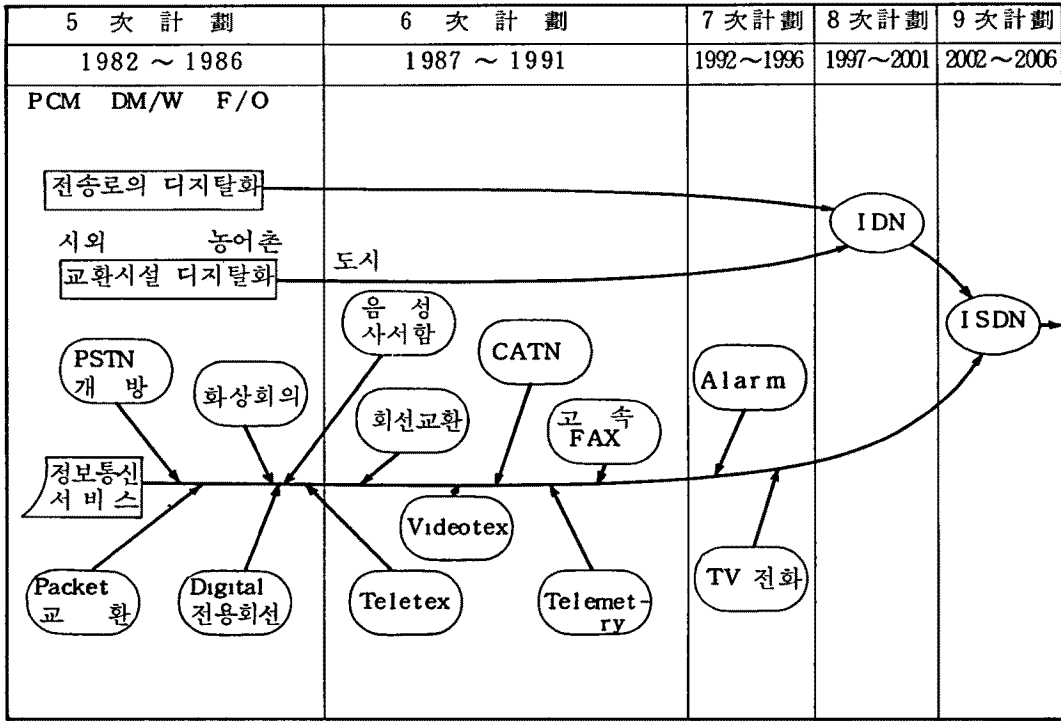 5 次 計 劃 6 次 計 劃 7 次計劃 8 次計劃 9 次計劃
1982 ~ 1986 1987 ~ 1991 1992~1996 1997~2001 2002~2006
PCM DM/W F/O
전송로의 디지탈화
IDN
시외 농어촌
교환시설 디지탈화
도시
ISDN
음 성
사서함
PSTN
개 방
화상회의
CATN
회선교환
고 속
FAX
Alarm
정보통신
서비스
Videotex
Packet
교 환
Digital
전용회선
Teletex
Telemet-
ry
TV 전화